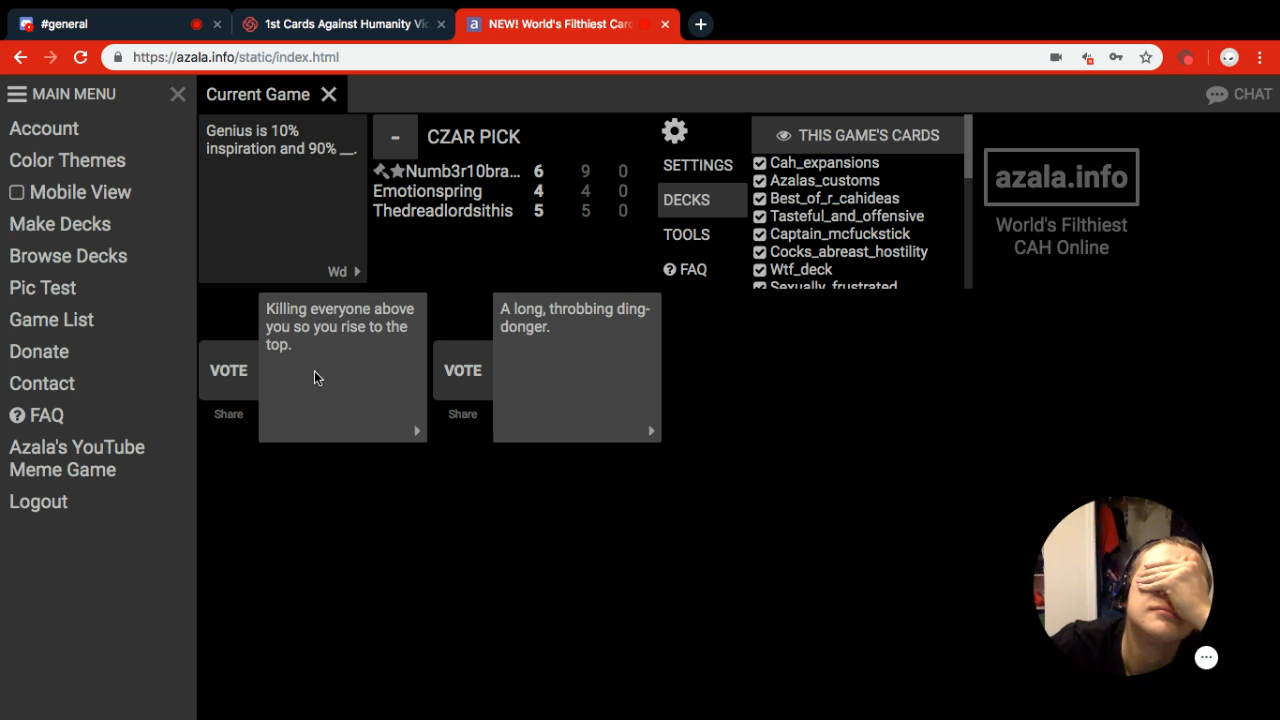 #general
1st Cards Against Humanity Vi
NEW! World's Filthiest Car
https://azala.info/static/index.html
MAIN MENU
Current Game
CHAT
Account
Color Themes
Mobile View
Make Decks
Browse Decks
Pic Test
Game List
Donate
Contact
FAQ
Azala's YouTube
Meme Game
Logout
Genius is 10%
inspiration and 90% __.
Wd
-
CZAR PICK
Numb3r10bra... 6 9 0
Emotionspring 4 4 0
Thedreadlordsithis 5 5 0
SETTINGS
DECKS
TOOLS
FAQ
THIS GAME'S CARDS
Cah_expansions
Azalas_customs
Best_of_r_cahideas
Tasteful_and_offensive
Captain_mcfuckstick
Cocks_abreast_hostility
Wtf_deck
Sexually_frustrated
azala.info
World's Filthiest
CAH Online
VOTE
Share
Killing everyone above
you so you rise to the
top.
VOTE
Share
A long, throbbing ding-
donger.